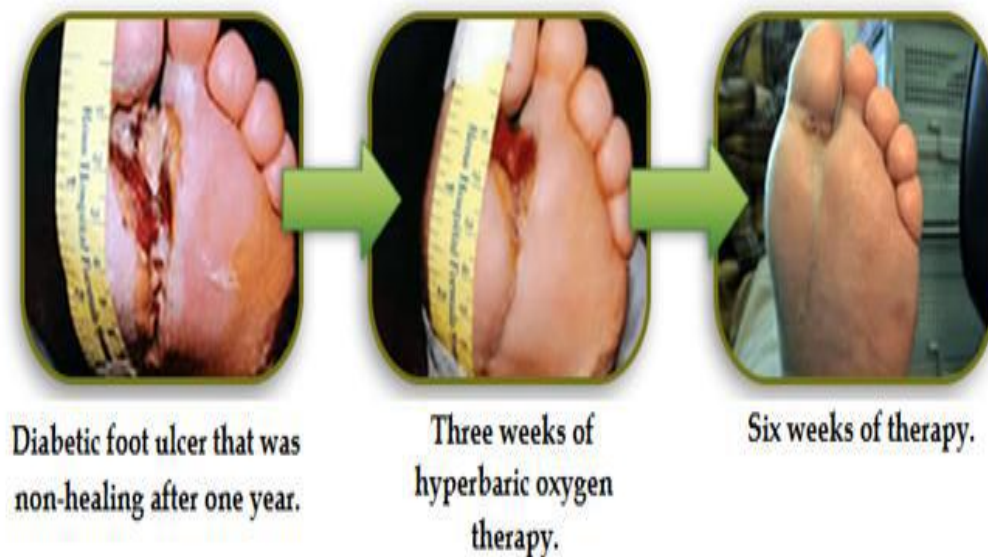 Diabetic foot ulcer that was
non-healing after one year.
Three weeks of
hyperbaric oxygen
therapy.
Six weeks of therapy.